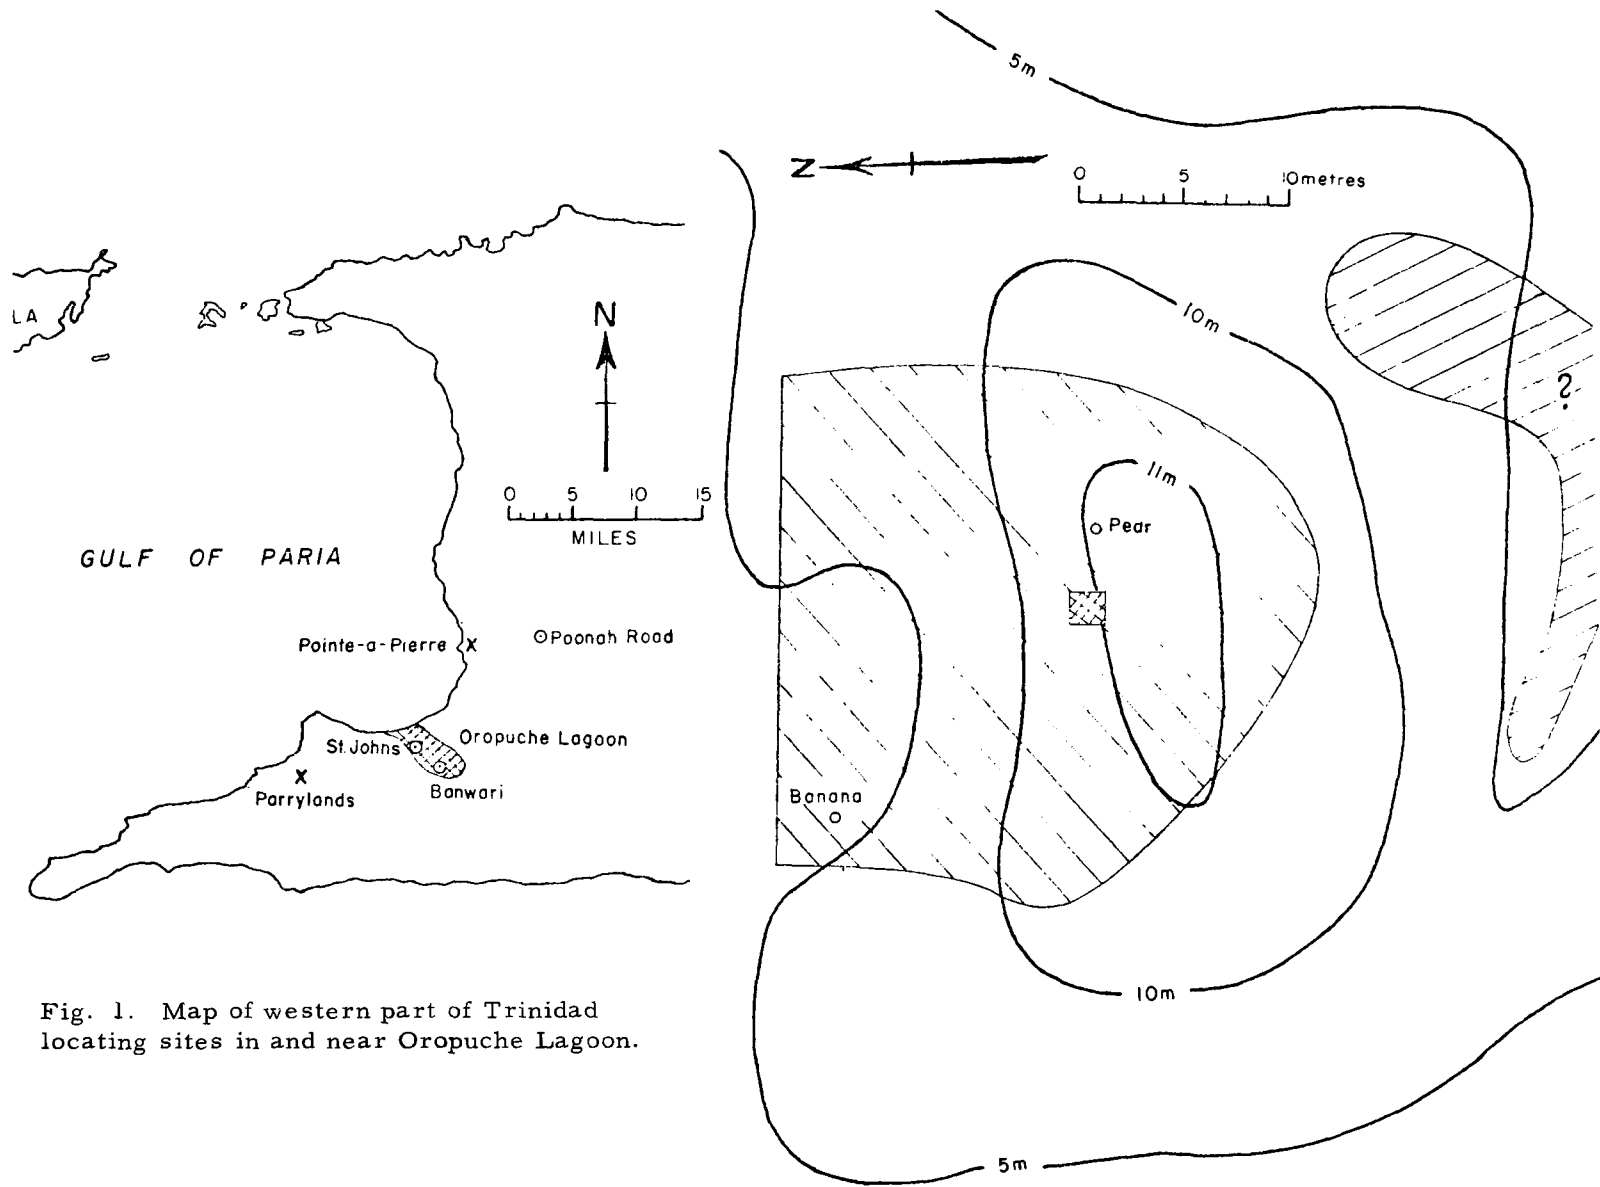 LA
GULF OF PARIA
N
0 5 10 15
MILES
Pointe-a-Pierre
Poonah Road
St. Johns
Oropuche Lagoon
Parrylands
Banwari
Fig. 1. Map of western part of Trinidad
locating sites in and near Oropuche Lagoon.
5m
N
0 5 10 metres
10m
?
11m
Pear
Banana
10m
5m